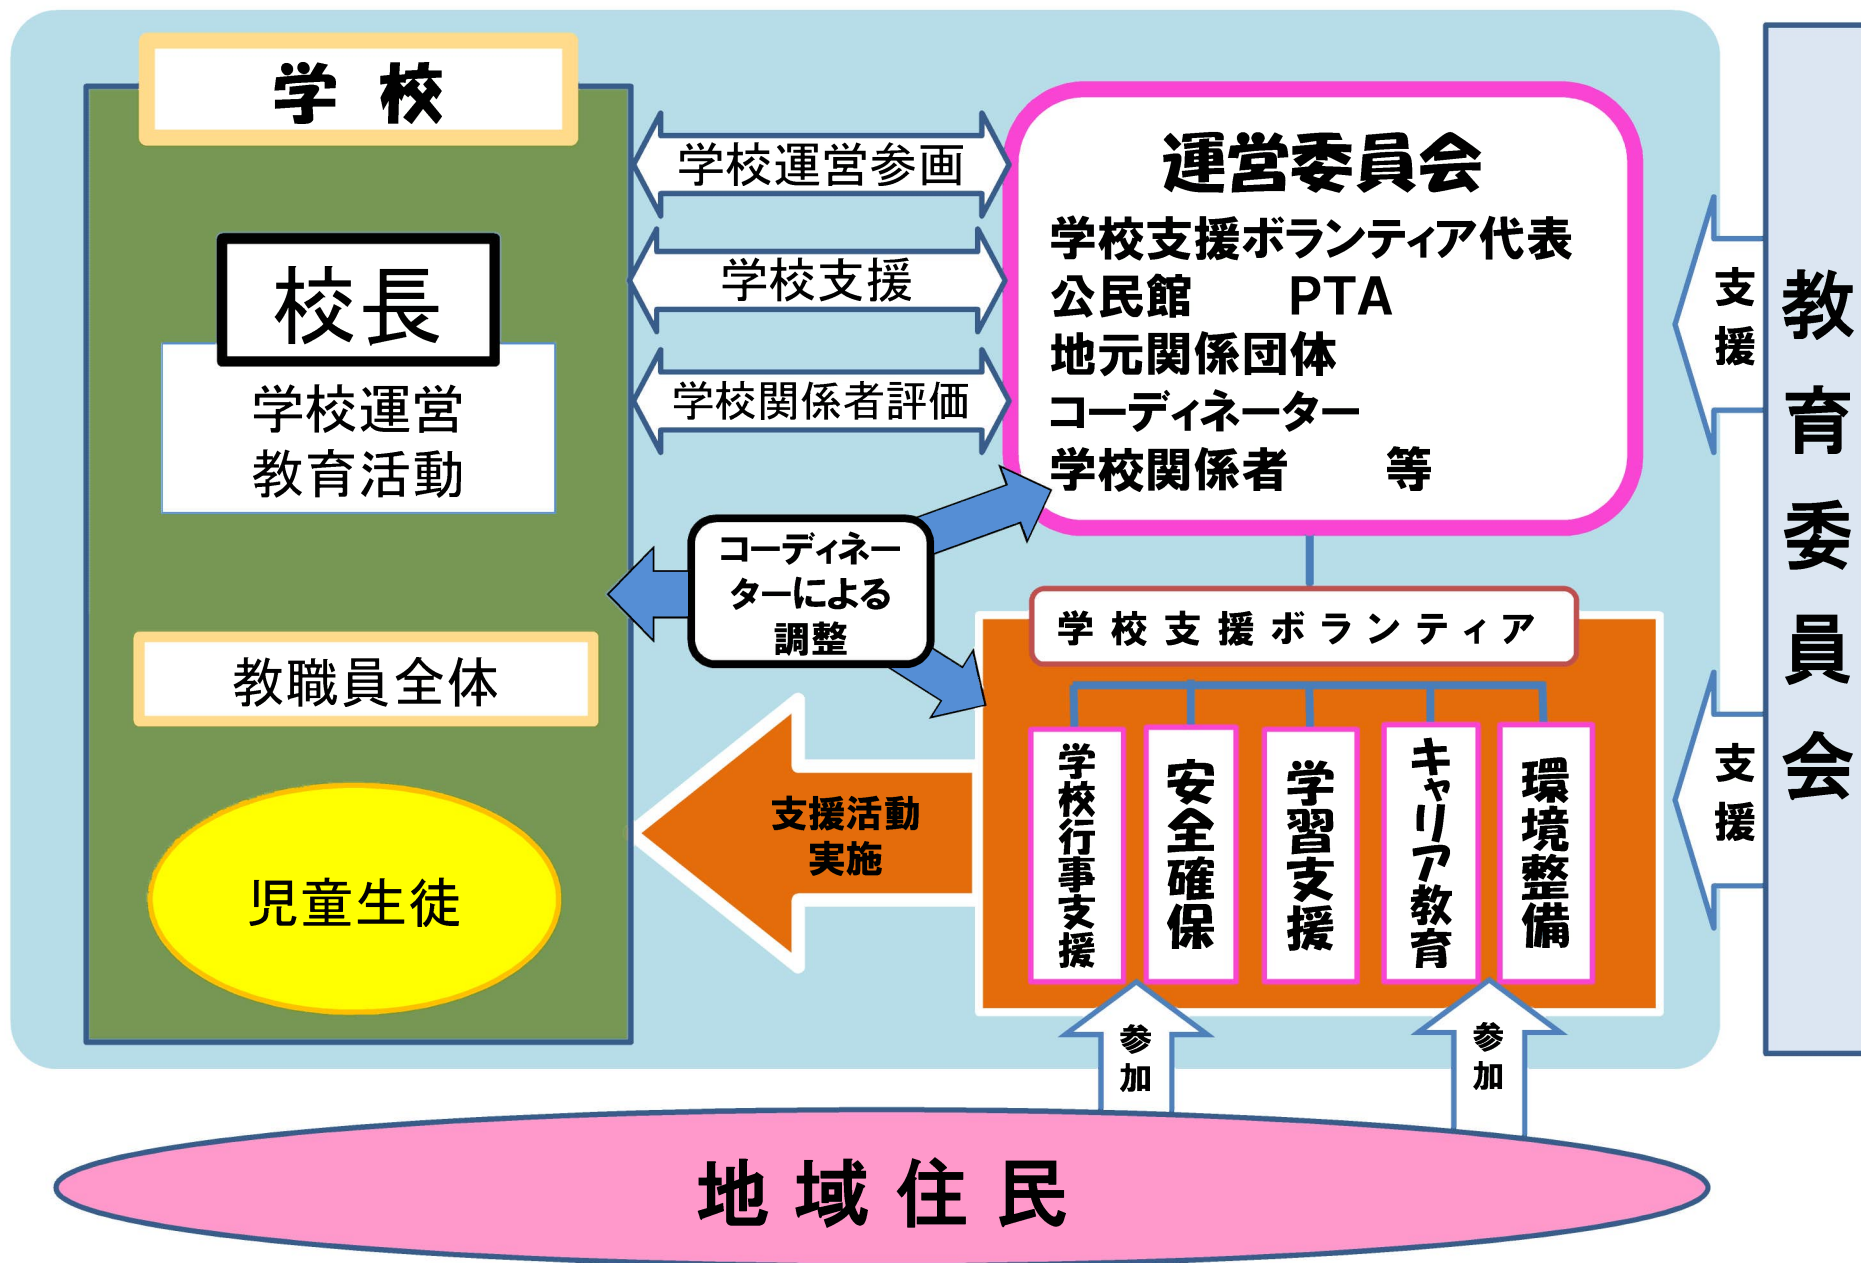 学 校
校長
学校運営
教育活動
教職員全体
児童生徒
学校運営参画
学校支援
学校関係者評価
運営委員会
学校支援ボランティア代表
公民館　　PTA
地元関係団体
コーディネーター
学校関係者　　等
コーディネー
ターによる
調整
学校支援ボランティア
学校行事支援
安全確保
学習支援
キャリア教育
環境整備
支援活動
実施
参加
参加
地域住民
支援
支援
教育委員会